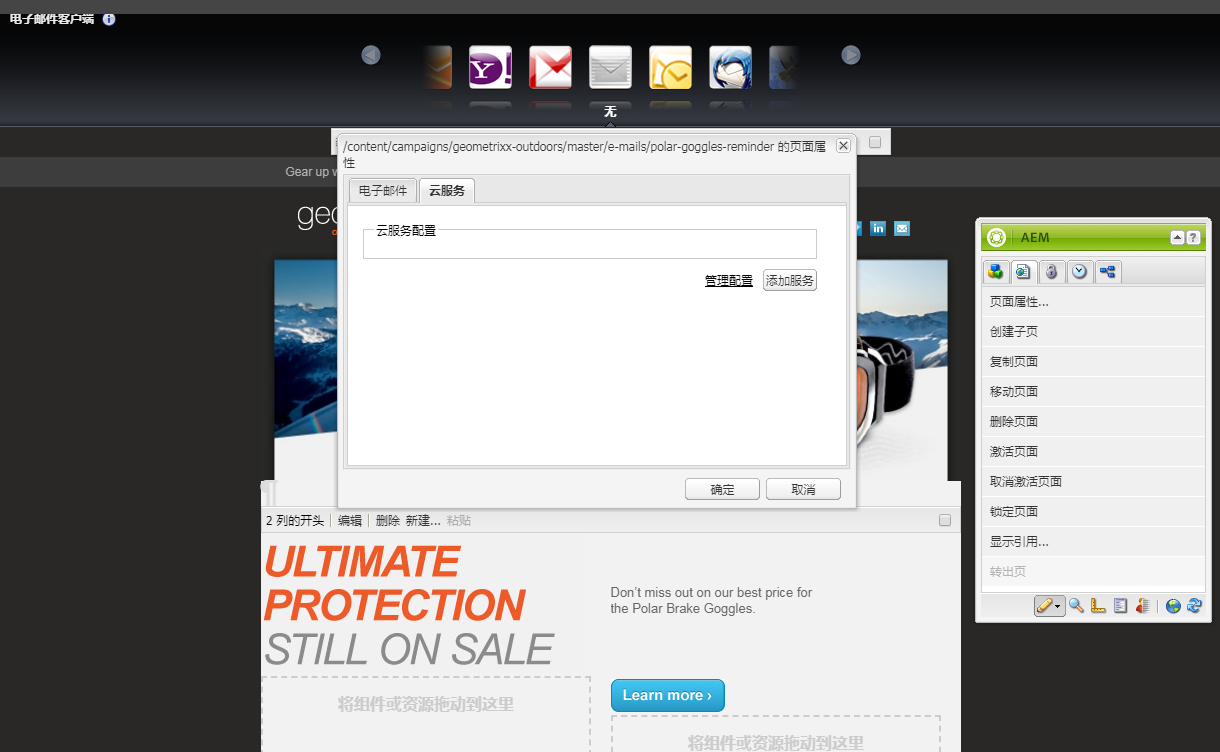 电子邮件客户端
无
/content/campaigns/geometrixx-outdoors/master/e-mails/polar-goggles-reminder 的页面属
性
电子邮件
云服务
云服务配置
管理配置
添加服务
确定
取消
Gear up
geo
in
AEM
?
页面属性...
创建子页
复制页面
移动页面
删除页面
激活页面
取消激活页面
锁定页面
显示引用...
转出页
2 列的开头 编辑 删除 新建... 粘贴
ULTIMATE
PROTECTION
STILL ON SALE
Don’t miss out on our best price for
the Polar Brake Goggles.
Learn more ›
将组件或资源拖动到这里
将组件或资源拖动到这里